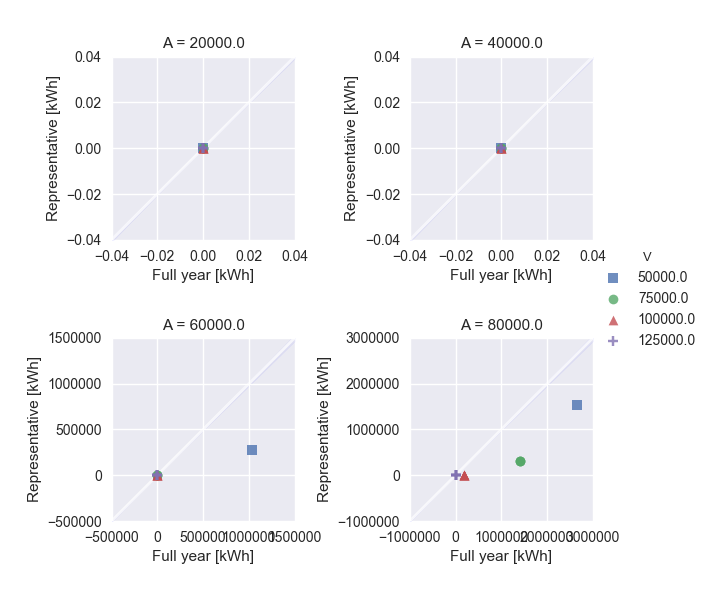 A = 20000.0
0.04
0.02
0.00
−0.02
−0.04
Representative [kWh]
−0.04 −0.02 0.00 0.02 0.04
Full year [kWh]
A = 40000.0
0.04
0.02
0.00
−0.02
−0.04
Representative [kWh]
−0.04 −0.02 0.00 0.02 0.04
Full year [kWh]
V
50000.0
75000.0
100000.0
125000.0
A = 60000.0
1500000
1000000
500000
0
−500000
Representative [kWh]
−500000 0 500000 1000000 1500000
Full year [kWh]
A = 80000.0
3000000
2000000
1000000
0
−1000000
Representative [kWh]
−1000000 0 1000000 2000000 3000000
Full year [kWh]